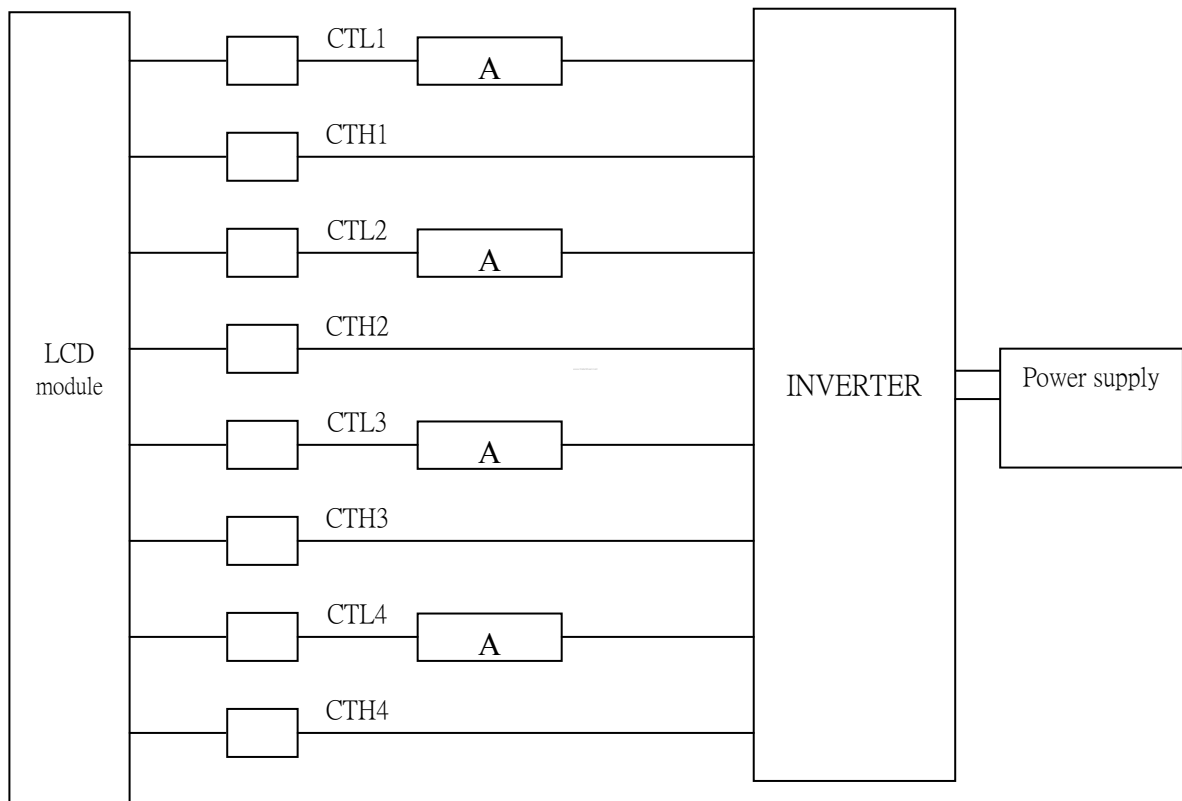 CTL1
A
CTH1
CTL2
A
CTH2
LCD
module
INVERTER
Power supply
CTL3
A
CTH3
CTL4
A
CTH4